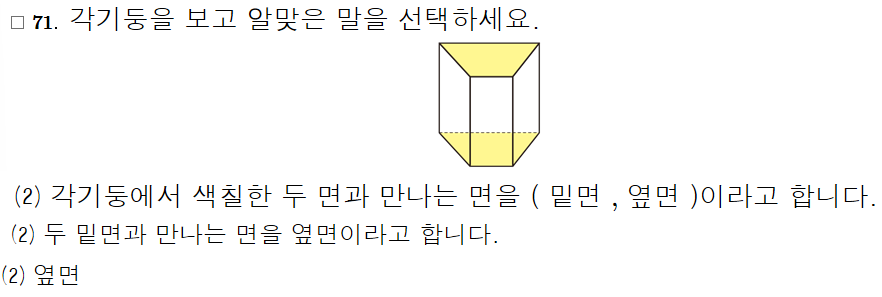 □ 71. 각기둥을 보고 알맞은 말을 선택하세요.
(2) 각기둥에서 색칠한 두 면과 만나는 면을 ( 밑면 , 옆면 )이라고 합니다.
(2) 두 밑면과 만나는 면을 옆면이라고 합니다.
(2) 옆면